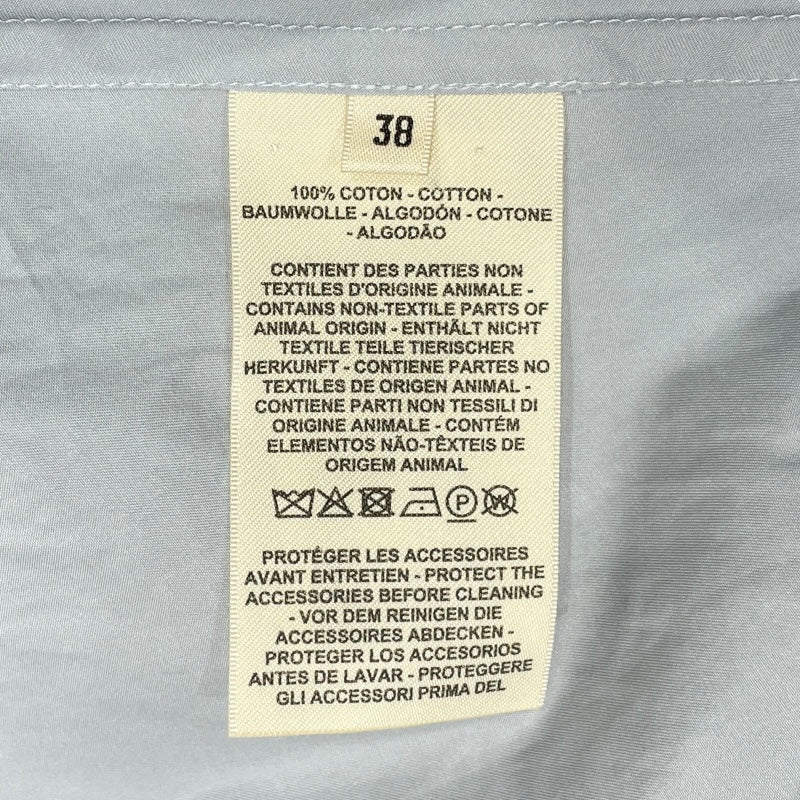 38
100% COTON - COTTON -
BAUMWOLLE - ALGODÓN - COTONE
- ALGODÃO
CONTIENT DES PARTIES NON
TEXTILES D'ORIGINE ANIMALE -
CONTAINS NON-TEXTILE PARTS OF
ANIMAL ORIGIN - ENTHÄLT NICHT
TEXTILE TEILE TIERISCHER
HERKUNFT - CONTIENE PARTES NO
TEXTILES DE ORIGEN ANIMAL -
CONTIENE PARTI NON TESSILI DI
ORIGINE ANIMALE - CONTÉM
ELEMENTOS NÃO-TÊXTEIS DE
ORIGEM ANIMAL
P W
PROTÉGER LES ACCESSOIRES
AVANT ENTRETIEN - PROTECT THE
ACCESSORIES BEFORE CLEANING
- VOR DEM REINIGEN DIE
ACCESSOIRES ABDECKEN -
PROTEGER LOS ACCESORIOS
ANTES DE LAVAR - PROTEGGERE
GLI ACCESSORI PRIMA DEL